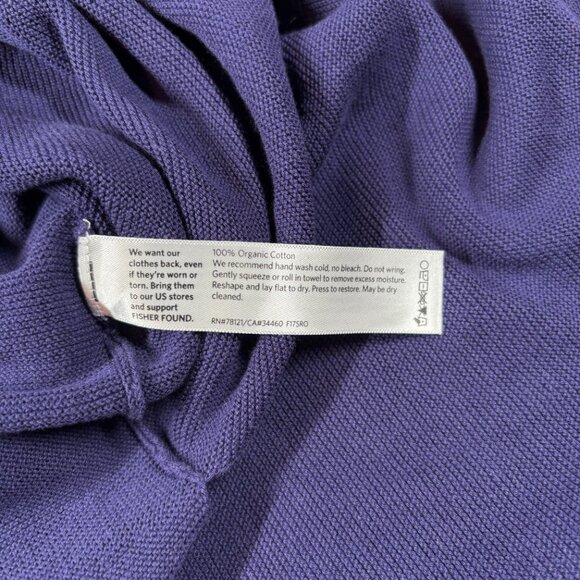 We want our
clothes back, even
if they're worn or
torn. Bring them
to our US stores
and support
FISHER FOUND.
100% Organic Cotton
We recommend hand wash cold, no bleach. Do not wring.
Gently squeeze or roll in towel to remove excess moisture.
Reshape and lay flat to dry. Press to restore. May be dry
cleaned.
RN#78121/CA#34460 F17SRO